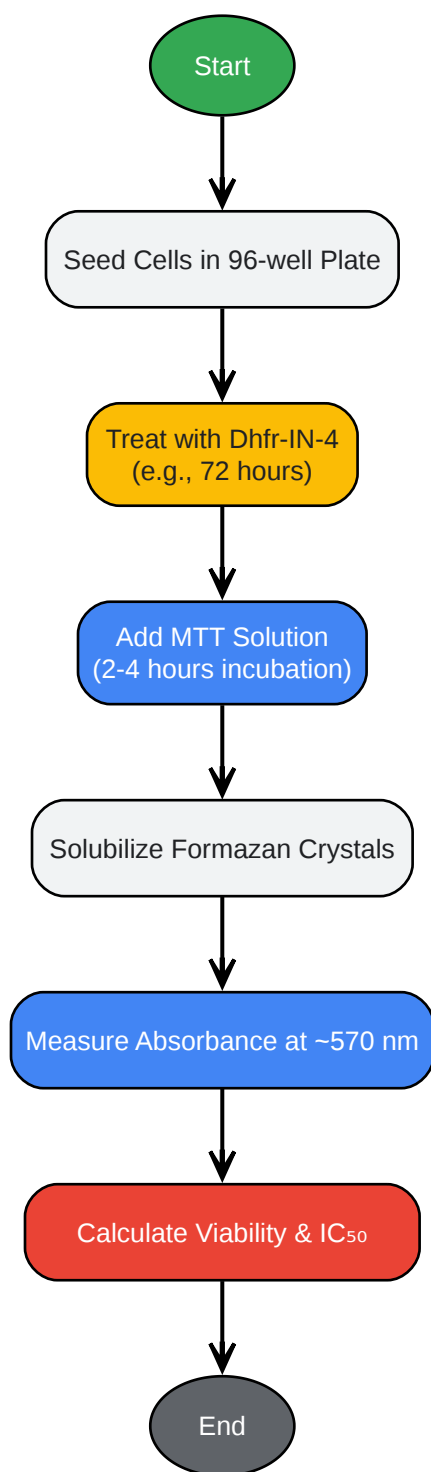 Start
Seed Cells in 96-well Plate
Treat with Dhfr-IN-4
(e.g., 72 hours)
Add MTT Solution
(2-4 hours incubation)
Solubilize Formazan Crystals
Measure Absorbance at ~570 nm
Calculate Viability & IC₅₀
End